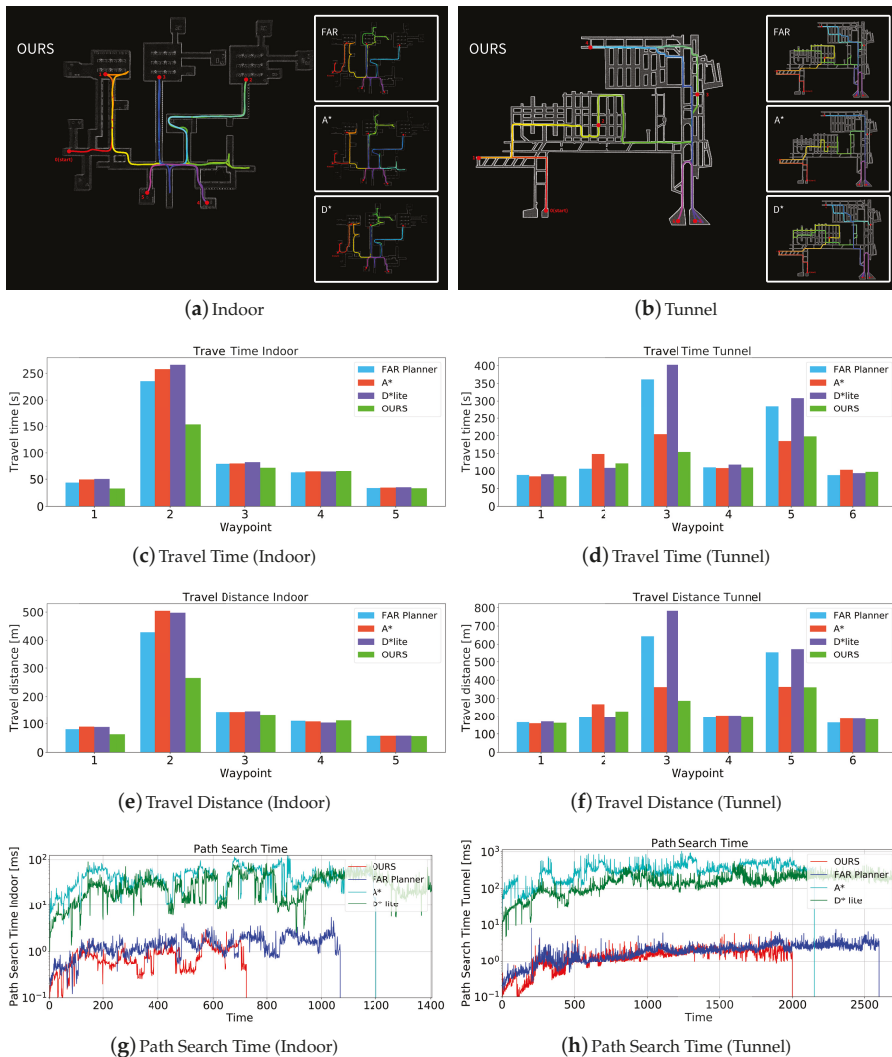 OURS
FAR
A*
D*
0(start)
(a) Indoor
OURS
FAR
A*
D*
0(start)
(b) Tunnel
Trave Time Indoor
Travel time [s]
250
200
150
100
50
0
FAR Planner
A*
D*lite
OURS
1 2 3 4 5
Waypoint
(c) Travel Time (Indoor)
Travel Time Tunnel
Travel time [s]
400
350
300
250
200
150
100
50
0
FAR Planner
A*
D*lite
OURS
1 2 3 4 5 6
Waypoint
(d) Travel Time (Tunnel)
Travel Distance Indoor
Travel distance [m]
500
400
300
200
100
0
FAR Planner
A*
D*lite
OURS
1 2 3 4 5
Waypoint
(e) Travel Distance (Indoor)
Travel Distance Tunnel
Travel distance [m]
800
700
600
500
400
300
200
100
0
FAR Planner
A*
D*lite
OURS
1 2 3 4 5 6
Waypoint
(f) Travel Distance (Tunnel)
Path Search Time
Path Search Time Indoor [ms]
10²
10¹
10⁰
10⁻¹
OURS
FAR Planner
A*
D* lite
0 200 400 600 800 1000 1200 1400
Time
(g) Path Search Time (Indoor)
Path Search Time
Path Search Time Tunnel [ms]
10³
10²
10¹
10⁰
10⁻¹
OURS
FAR Planner
A*
D* lite
0 500 1000 1500 2000 2500
Time
(h) Path Search Time (Tunnel)